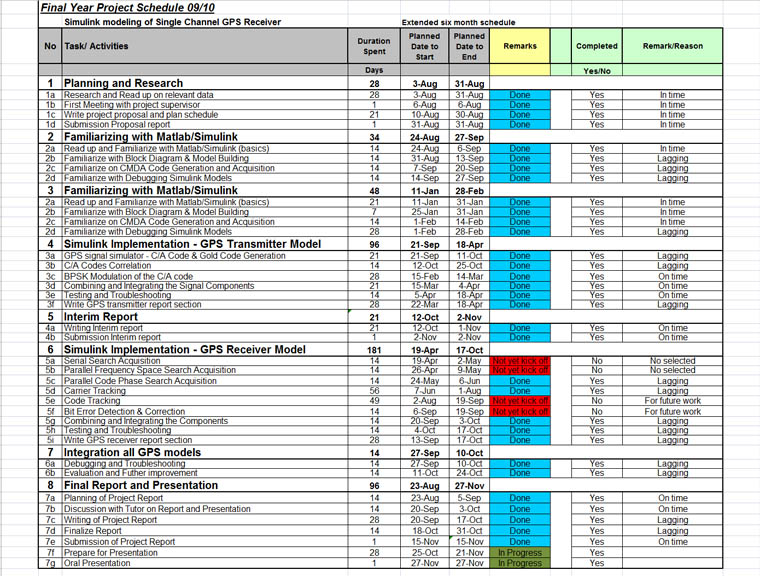 Final Year Project Schedule 09/10
Simulink modeling of Single Channel GPS Receiver Extended six month schedule
No Task/ Activities Duration Spent Planned Date to Start Planned Date to End Remarks Completed Remark/Reason
Days Yes/No
1 Planning and Research 28 3-Aug 31-Aug
1a Research and Read up on relevant data 28 3-Aug 31-Aug Done Yes In time
1b First Meeting with project supervisor 1 6-Aug 6-Aug Done Yes In time
1c Write project proposal and plan schedule 21 10-Aug 30-Aug Done Yes In time
1d Submission Proposal report 1 31-Aug 31-Aug Done Yes In time
2 Familiarizing with Matlab/Simulink 34 24-Aug 27-Sep
2a Read up and Familiarize with Matlab/Simulink (basics) 14 24-Aug 6-Sep Done Yes In time
2b Familiarize with Block Diagram & Model Building 14 31-Aug 13-Sep Done Yes Lagging
2c Familiarize on CMDA Code Generation and Acquisition 14 7-Sep 20-Sep Done Yes Lagging
2d Familiarize with Debugging Simulink Models 14 14-Sep 27-Sep Done Yes Lagging
3 Familiarizing with Matlab/Simulink 48 11-Jan 28-Feb
2a Read up and Familiarize with Matlab/Simulink (basics) 21 11-Jan 31-Jan Done Yes In time
2b Familiarize with Block Diagram & Model Building 7 25-Jan 31-Jan Done Yes In time
2c Familiarize on CMDA Code Generation and Acquisition 14 1-Feb 14-Feb Done Yes In time
2d Familiarize with Debugging Simulink Models 28 1-Feb 28-Feb Done Yes Lagging
4 Simulink Implementation - GPS Transmitter Model 96 21-Sep 18-Apr
3a GPS signal simulator - C/A Code & Gold Code Generation 21 21-Sep 11-Oct Done Yes Lagging
3b C/A Codes Correlation 14 12-Oct 25-Oct Done Yes Lagging
3c BPSK Modulation of the C/A code 28 15-Feb 14-Mar Done Yes On time
3d Combining and Integrating the Signal Components 21 15-Mar 4-Apr Done Yes On time
3e Testing and Troubleshooting 14 5-Apr 18-Apr Done Yes On time
3f Write GPS transmitter report section 28 22-Mar 18-Apr Done Yes Lagging
5 Interim Report 21 12-Oct 2-Nov
4a Writing Interim report 21 12-Oct 1-Nov Done Yes On time
4b Submission Interim report 1 2-Nov 2-Nov Done Yes On time
6 Simulink Implementation - GPS Receiver Model 181 19-Apr 17-Oct
5a Serial Search Acquisition 14 19-Apr 2-May Not yet kick off No No selected
5b Parallel Frequency Space Search Acquisition 14 26-Apr 9-May Not yet kick off No No selected
5c Parallel Code Phase Search Acquisition 14 24-May 6-Jun Done Yes Lagging
5d Carrier Tracking 56 7-Jun 1-Aug Done Yes Lagging
5e Code Tracking 49 2-Aug 19-Sep Not yet kick off No For future work
5f Bit Error Detection & Correction 14 6-Sep 19-Sep Not yet kick off No For future work
5g Combining and Integrating the Components 14 20-Sep 3-Oct Done Yes Lagging
5h Testing and Troubleshooting 14 4-Oct 17-Oct Done Yes Lagging
5i Write GPS receiver report section 28 13-Sep 17-Oct Done Yes Lagging
7 Integration all GPS models 14 27-Sep 10-Oct
6a Debugging and Troubleshooting 14 27-Sep 10-Oct Done Yes Lagging
6b Evaluation and Futher improvement 14 11-Oct 24-Oct Done Yes Lagging
8 Final Report and Presentation 96 23-Aug 27-Nov
7a Planning of Project Report 14 23-Aug 5-Sep Done Yes On time
7b Discussion with Tutor on Report and Presentation 14 20-Sep 3-Oct Done Yes On time
7c Writing of Project Report 28 20-Sep 17-Oct Done Yes Lagging
7d Finalize Report 14 18-Oct 31-Oct Done Yes Lagging
7e Submission of Project Report 1 15-Nov 15-Nov Done Yes On time
7f Prepare for Presentation 28 25-Oct 21-Nov In Progress Yes
7g Oral Presentation 1 27-Nov 27-Nov In Progress Yes